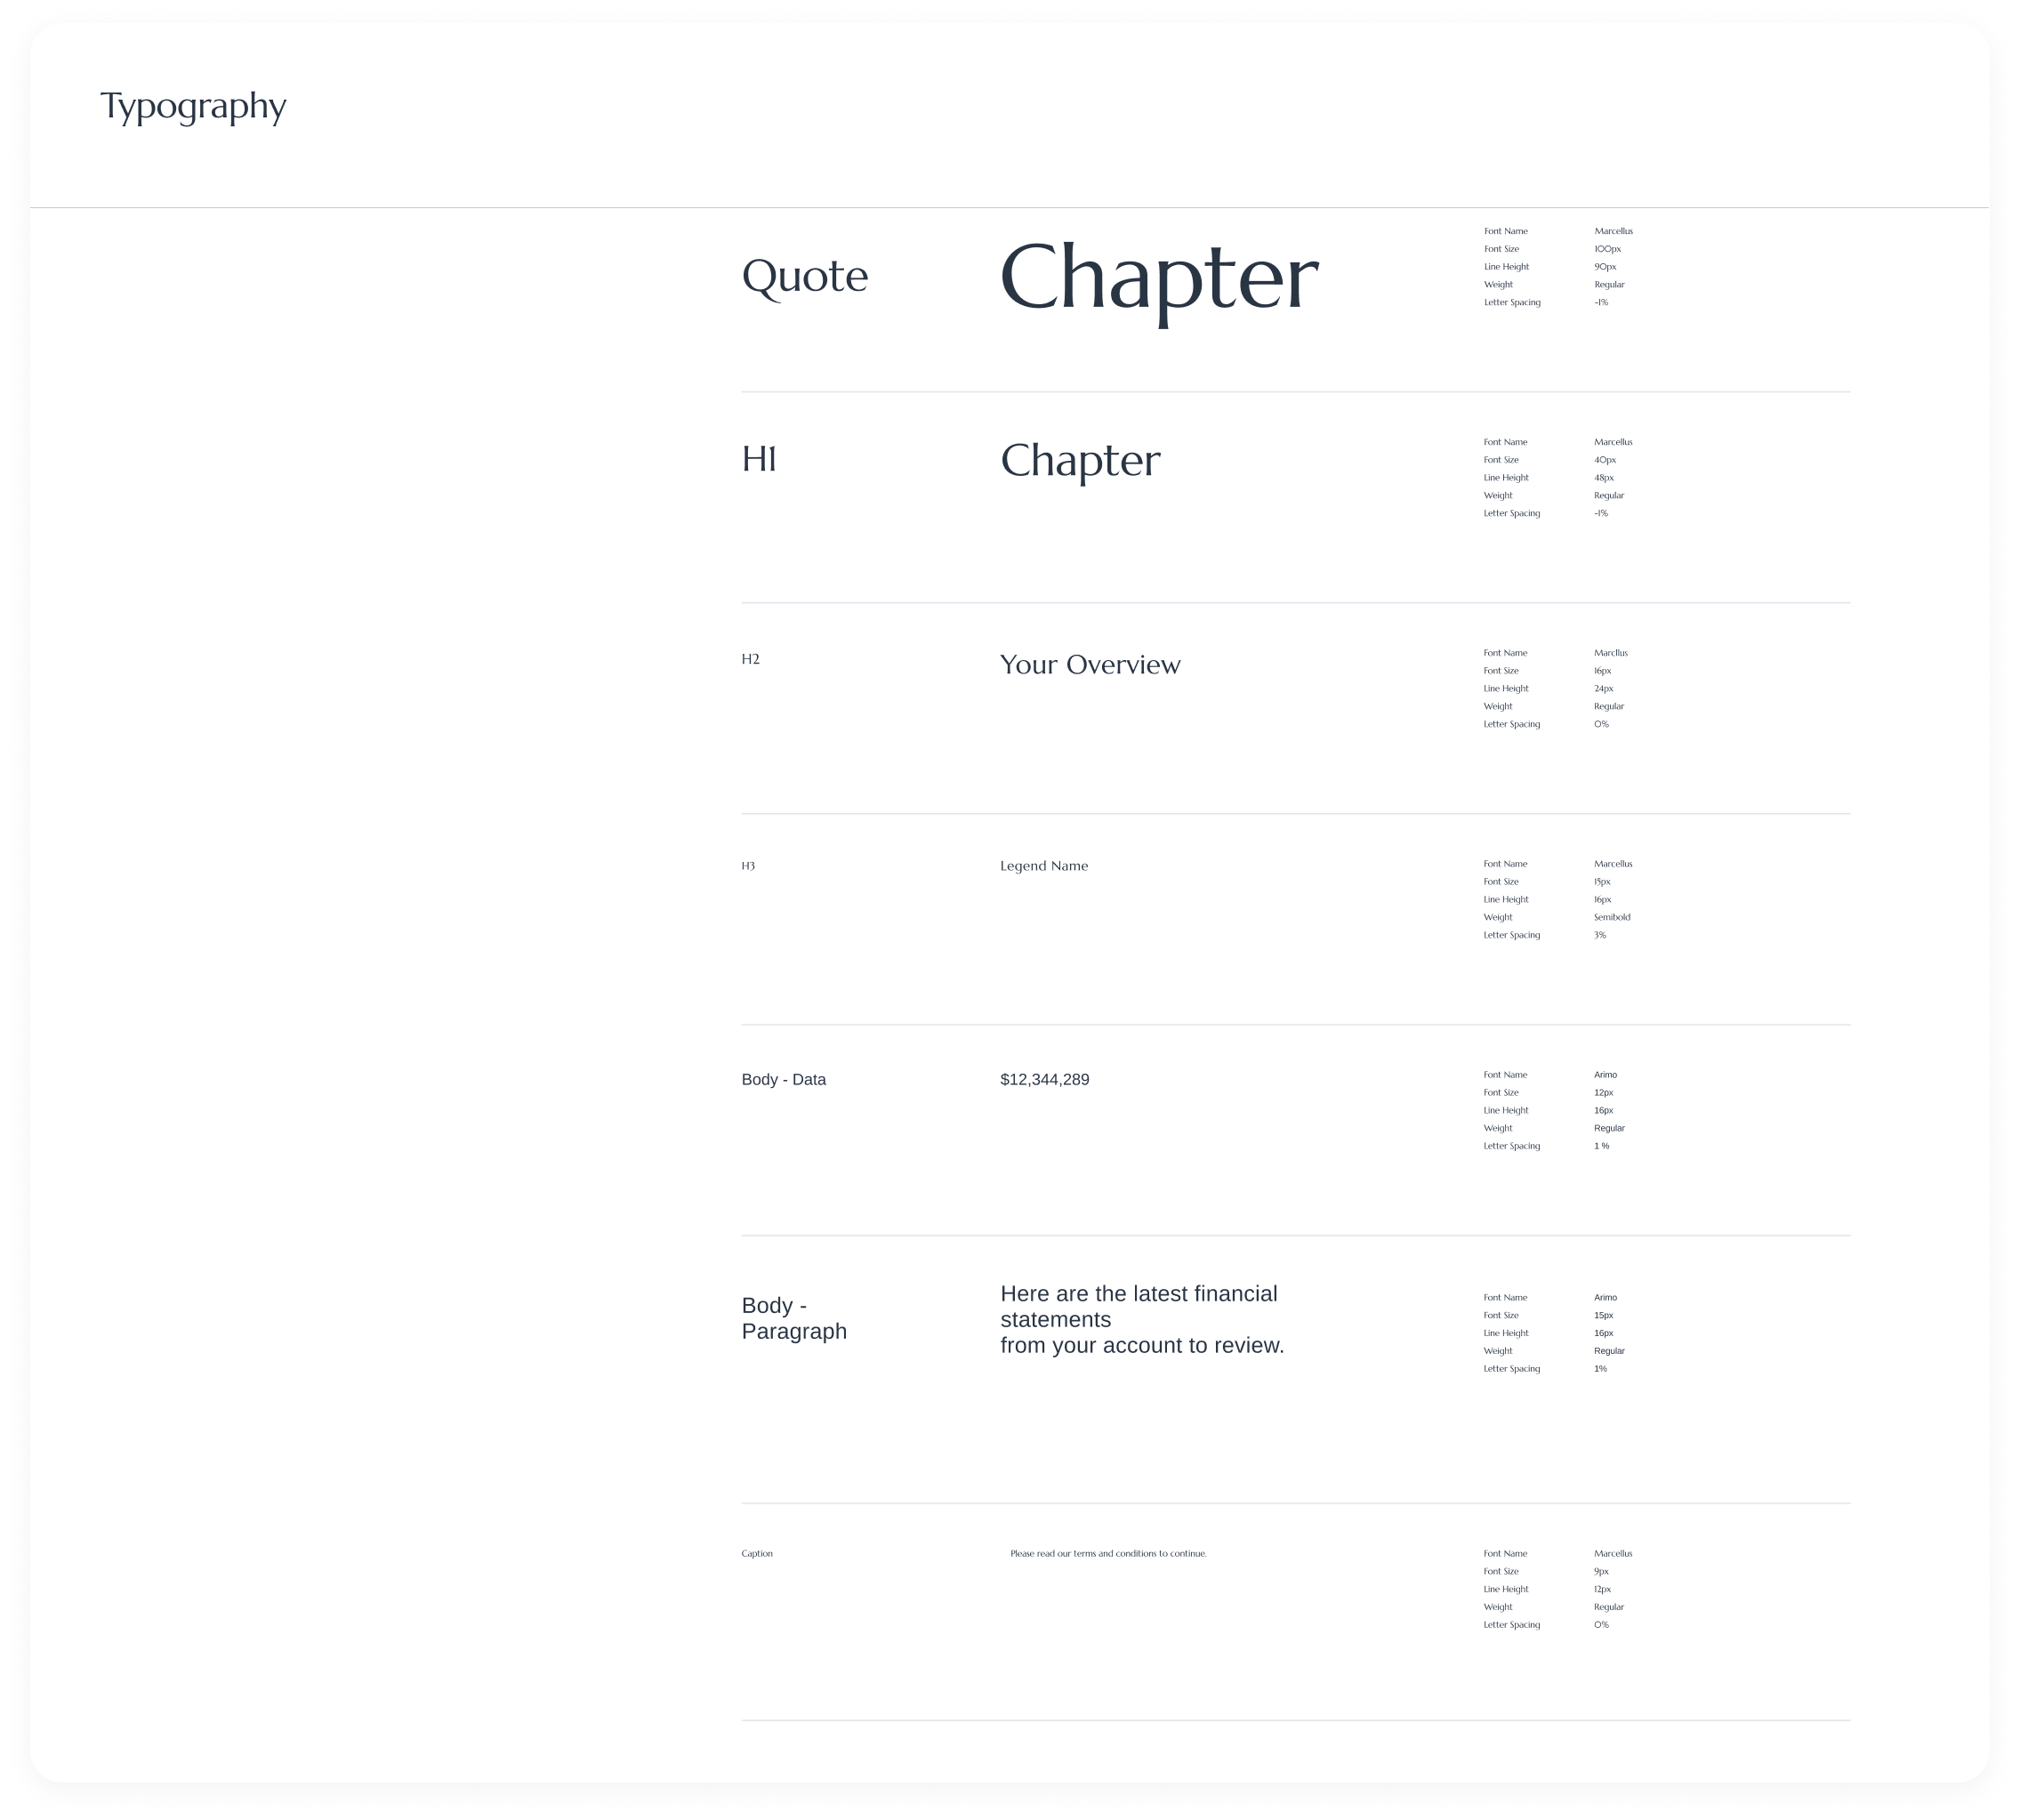 Typography
Quote
Chapter
Font Name Marcellus
Font Size 100px
Line Height 90px
Weight Regular
Letter Spacing -1%
H1
Chapter
Font Name Marcellus
Font Size 40px
Line Height 48px
Weight Regular
Letter Spacing -1%
H2
Your Overview
Font Name Marcllus
Font Size 16px
Line Height 24px
Weight Regular
Letter Spacing 0%
H3
Legend Name
Font Name Marcellus
Font Size 15px
Line Height 16px
Weight Semibold
Letter Spacing 3%
Body - Data
$12,344,289
Font Name Arimo
Font Size 12px
Line Height 16px
Weight Regular
Letter Spacing 1 %
Body -
Paragraph
Here are the latest financial
statements
from your account to review.
Font Name Arimo
Font Size 15px
Line Height 16px
Weight Regular
Letter Spacing 1%
Caption
Please read our terms and conditions to continue.
Font Name Marcellus
Font Size 9px
Line Height 12px
Weight Regular
Letter Spacing 0%